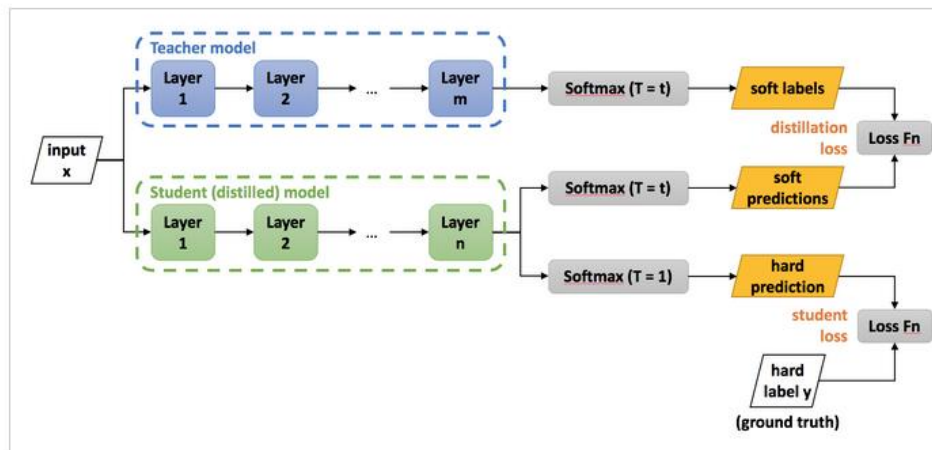 Teacher model
Layer
1
Layer
2
...
Layer
m
Softmax (T = t)
soft labels
input
x
distillation
loss
Loss Fn
Student (distilled) model
Layer
1
Layer
2
...
Layer
n
Softmax (T = t)
soft
predictions
Softmax (T = 1)
hard
prediction
student
loss
Loss Fn
hard
label y
(ground truth)